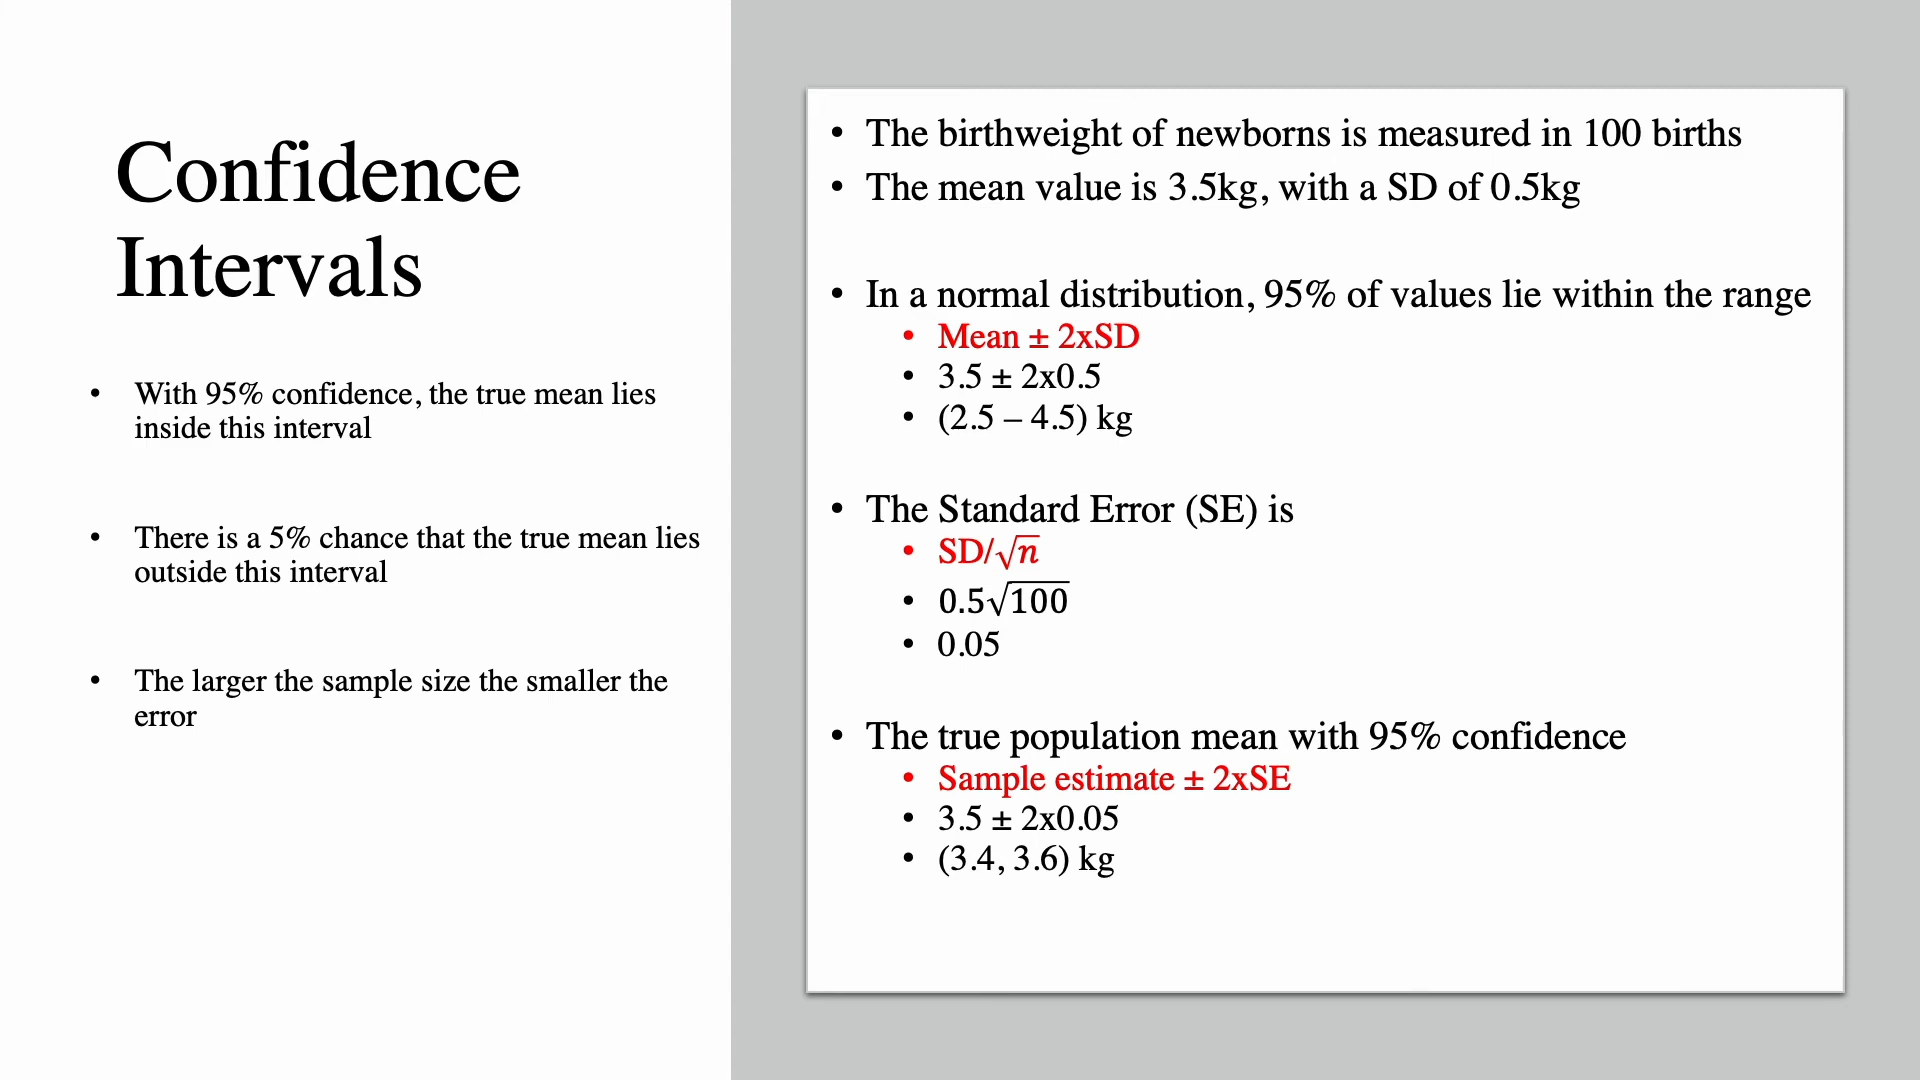 Confidence
Intervals
• With 95% confidence, the true mean lies
inside this interval
• There is a 5% chance that the true mean lies
outside this interval
• The larger the sample size the smaller the
error
• The birthweight of newborns is measured in 100 births
• The mean value is 3.5kg, with a SD of 0.5kg
• In a normal distribution, 95% of values lie within the range
• Mean ± 2xSD
• 3.5 ± 2x0.5
• (2.5 – 4.5) kg
• The Standard Error (SE) is
• SD/√n
• 0.5√100
• 0.05
• The true population mean with 95% confidence
• Sample estimate ± 2xSE
• 3.5 ± 2x0.05
• (3.4, 3.6) kg